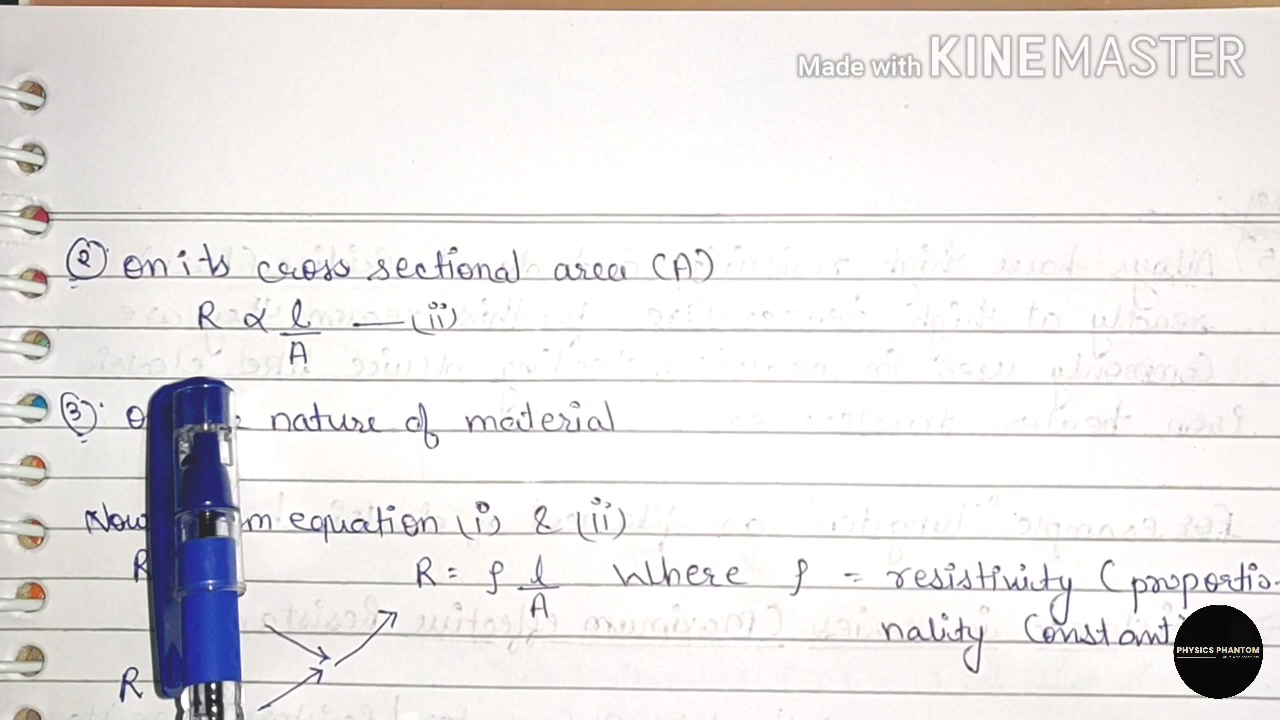 Made with KINEMASTER
② on its cross sectional area (A)
R ∝ l/A — (ii)
③ nature of material
Now equation (i) & (ii)
R R = ρ l/A Where ρ = resistivity (proportio-
nality Constant
R
PHYSICS PHANTOM